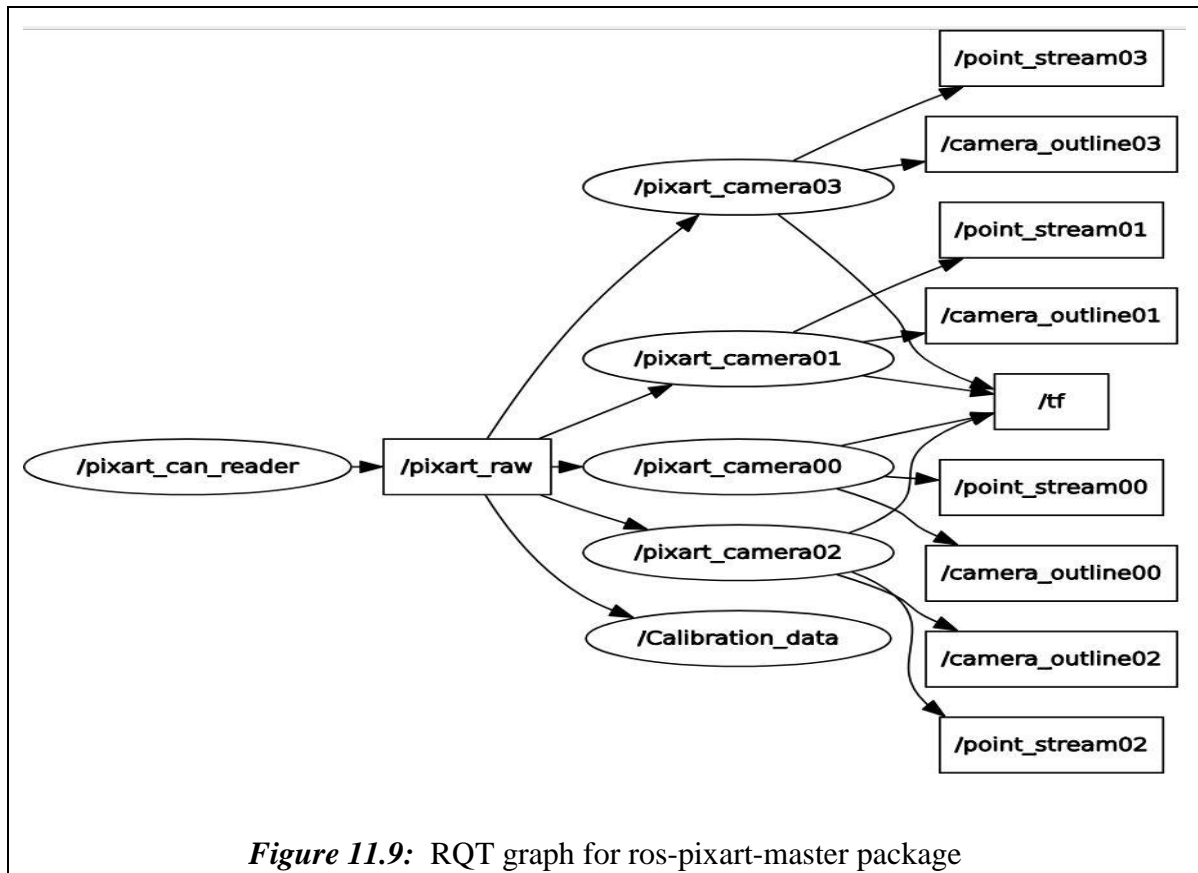 /point_stream03
/camera_outline03
/pixart_camera03
/point_stream01
/camera_outline01
/pixart_camera01
/tf
/pixart_can_reader
/pixart_raw
/pixart_camera00
/point_stream00
/pixart_camera02
/camera_outline00
/Calibration_data
/camera_outline02
/point_stream02
Figure 11.9: RQT graph for ros-pixart-master package